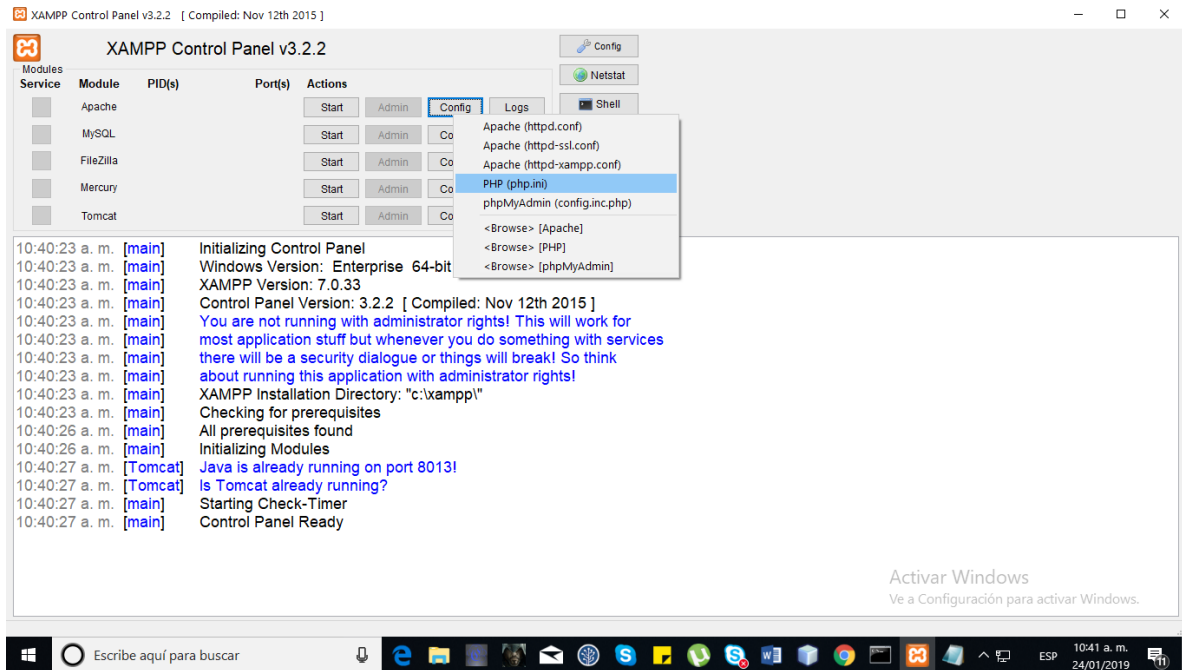 XAMPP Control Panel v3.2.2 [ Compiled: Nov 12th 2015 ]
XAMPP Control Panel v3.2.2
Config
Netstat
Shell
Modules
Service Module PID(s) Port(s) Actions
Apache Start Admin Config Logs
MySQL Start Admin Co
FileZilla Start Admin Co
Mercury Start Admin Co
Tomcat Start Admin Co
Apache (httpd.conf)
Apache (httpd-ssl.conf)
Apache (httpd-xampp.conf)
PHP (php.ini)
phpMyAdmin (config.inc.php)
<Browse> [Apache]
<Browse> [PHP]
<Browse> [phpMyAdmin]
10:40:23 a. m. [main] Initializing Control Panel
10:40:23 a. m. [main] Windows Version: Enterprise 64-bit
10:40:23 a. m. [main] XAMPP Version: 7.0.33
10:40:23 a. m. [main] Control Panel Version: 3.2.2 [ Compiled: Nov 12th 2015 ]
10:40:23 a. m. [main] You are not running with administrator rights! This will work for
10:40:23 a. m. [main] most application stuff but whenever you do something with services
10:40:23 a. m. [main] there will be a security dialogue or things will break! So think
10:40:23 a. m. [main] about running this application with administrator rights!
10:40:23 a. m. [main] XAMPP Installation Directory: "c:\xampp\"
10:40:23 a. m. [main] Checking for prerequisites
10:40:26 a. m. [main] All prerequisites found
10:40:26 a. m. [main] Initializing Modules
10:40:27 a. m. [Tomcat] Java is already running on port 8013!
10:40:27 a. m. [Tomcat] Is Tomcat already running?
10:40:27 a. m. [main] Starting Check-Timer
10:40:27 a. m. [main] Control Panel Ready
Activar Windows
Ve a Configuración para activar Windows.
Escribe aquí para buscar
ESP
10:41 a. m.
24/01/2019
11